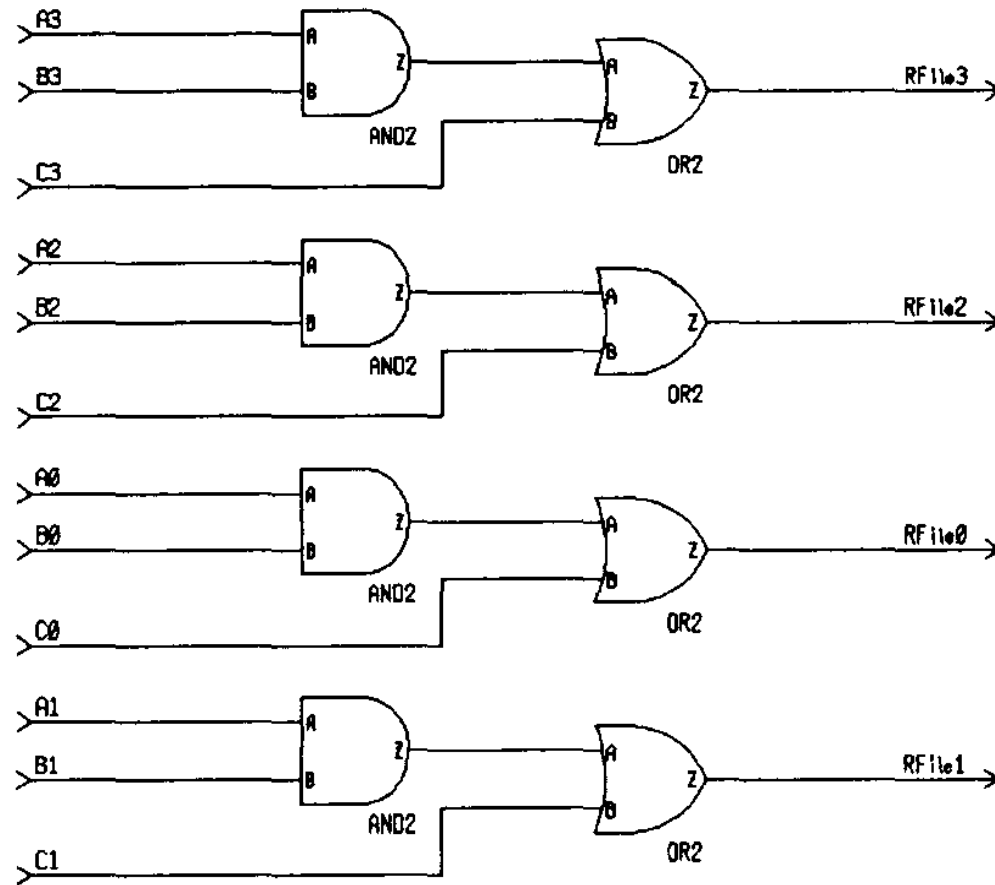 A3
A
Z
B3
B
A
Z
RFile3
AND2
B
OR2
C3
A2
A
Z
B2
B
A
Z
RFile2
AND2
B
OR2
C2
A0
A
Z
B0
B
A
Z
RFile0
AND2
B
OR2
C0
A1
A
Z
B1
B
A
Z
RFile1
AND2
B
OR2
C1